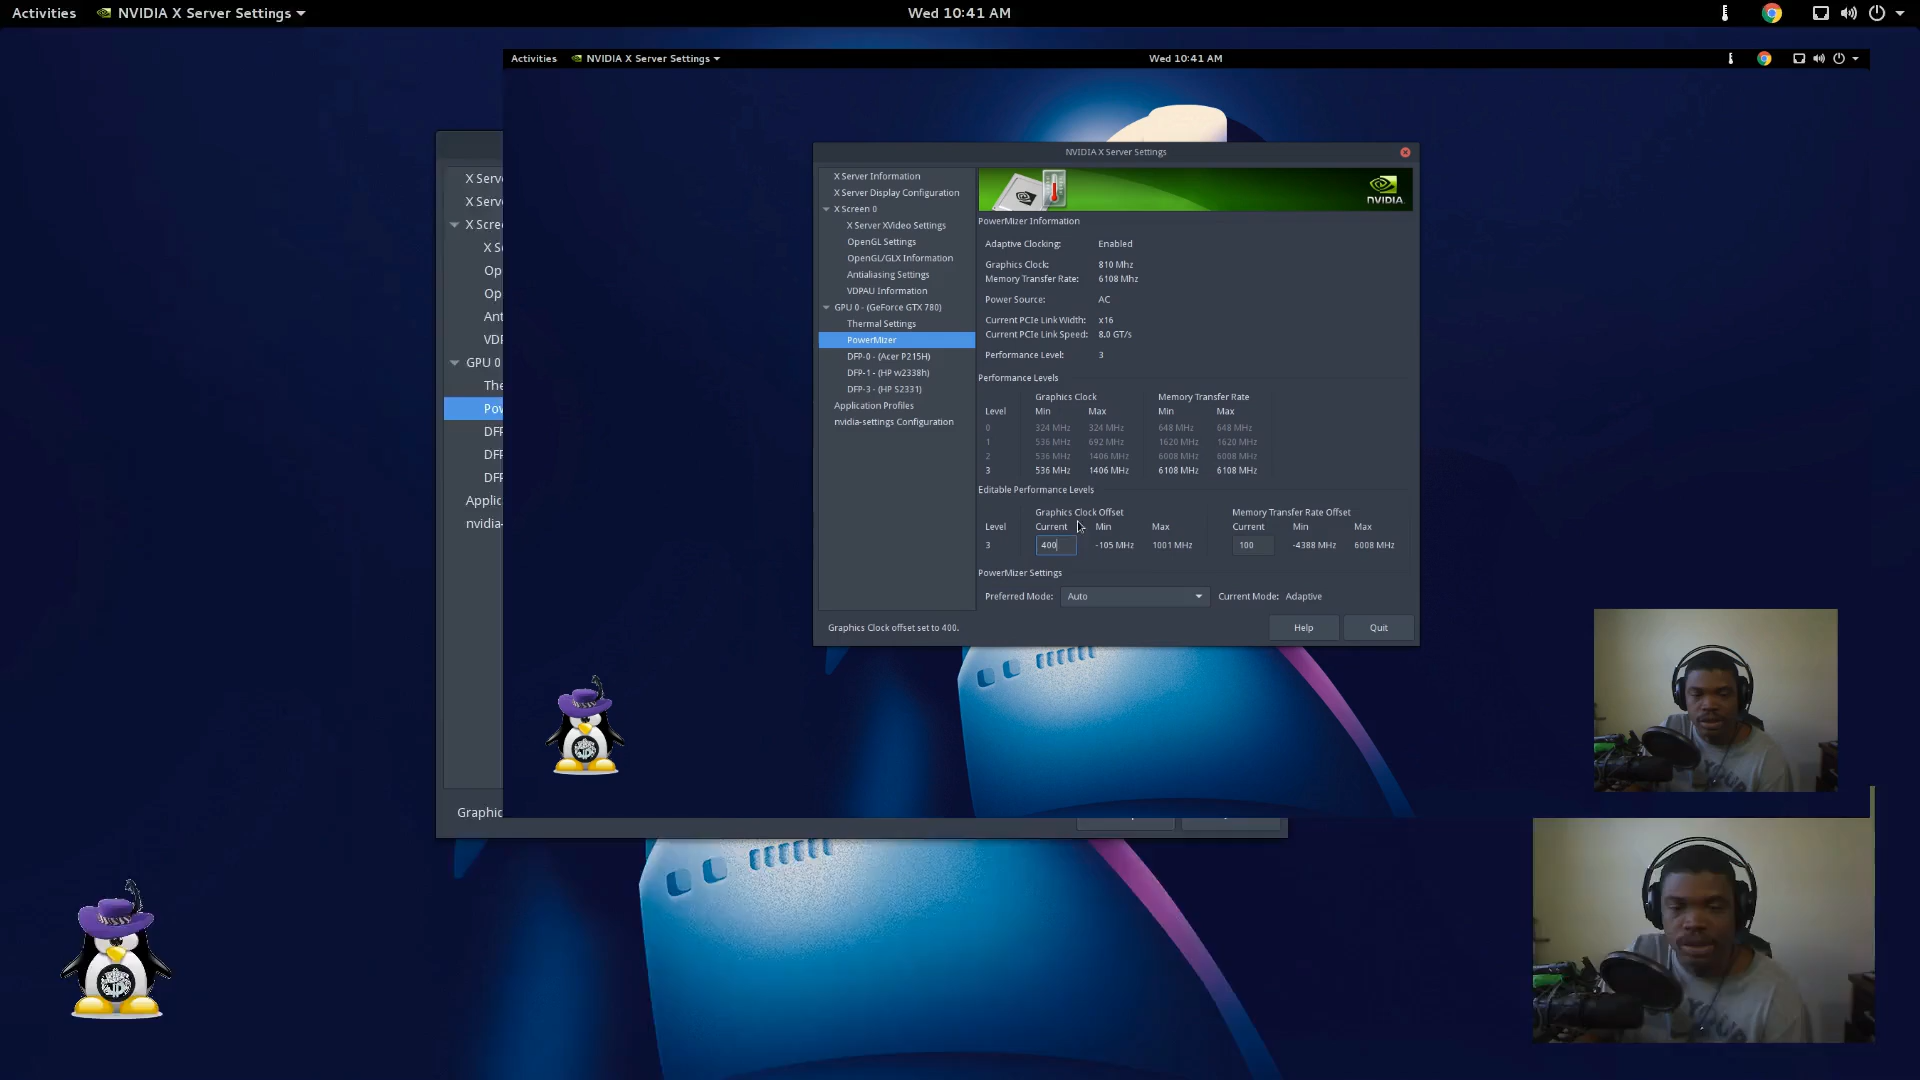 Activities NVIDIA X Server Settings Wed 10:41 AM
Activities NVIDIA X Server Settings Wed 10:41 AM
X Serv
X Serv
X Scre
X S
Op
Op
Ant
VDF
GPU 0
The
Pow
DFF
DFF
DFF
Applic
nvidia-
Graphic
NVIDIA X Server Settings
X Server Information
X Server Display Configuration
X Screen 0
X Server XVideo Settings
OpenGL Settings
OpenGL/GLX Information
Antialiasing Settings
VDPAU Information
GPU 0 - (GeForce GTX 780)
Thermal Settings
PowerMizer
DFP-0 - (Acer P215H)
DFP-1 - (HP w2338h)
DFP-3 - (HP S2331)
Application Profiles
nvidia-settings Configuration
NVIDIA.
PowerMizer Information
Adaptive Clocking: Enabled
Graphics Clock: 810 Mhz
Memory Transfer Rate: 6108 Mhz
Power Source: AC
Current PCIe Link Width: x16
Current PCIe Link Speed: 8.0 GT/s
Performance Level: 3
Performance Levels
Graphics Clock Memory Transfer Rate
Level Min Max Min Max
0 324 MHz 324 MHz 648 MHz 648 MHz
1 536 MHz 692 MHz 1620 MHz 1620 MHz
2 536 MHz 1406 MHz 6008 MHz 6008 MHz
3 536 MHz 1406 MHz 6108 MHz 6108 MHz
Editable Performance Levels
Graphics Clock Offset Memory Transfer Rate Offset
Level Current Min Max Current Min Max
3 400 -105 MHz 1001 MHz 100 -4388 MHz 6008 MHz
PowerMizer Settings
Preferred Mode: Auto Current Mode: Adaptive
Graphics Clock offset set to 400. Help Quit